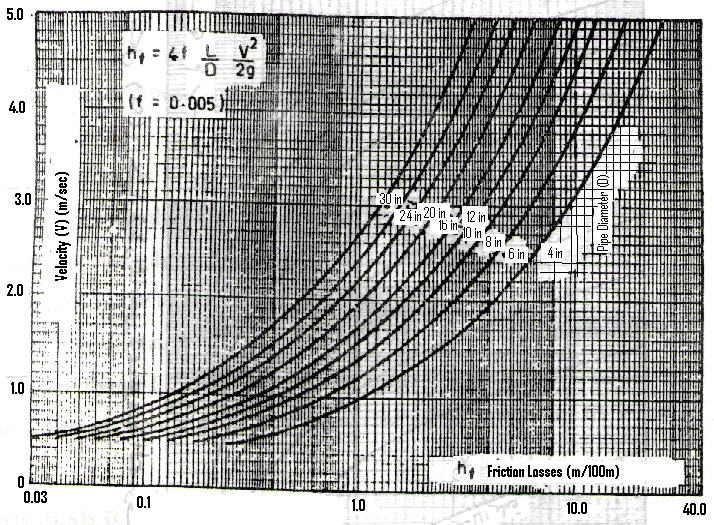 5.0
h_f = 4f L/D V²/2g
(f = 0.005)
4.0
3.0
2.0
1.0
0
Velocity (V) (m/sec)
30 in
24 in
20 in
16 in
12 in
10 in
8 in
6 in
4 in
Pipe Diameter (D)
h_f Friction Losses (m/100m)
0.03 0.1 1.0 10.0 40.0